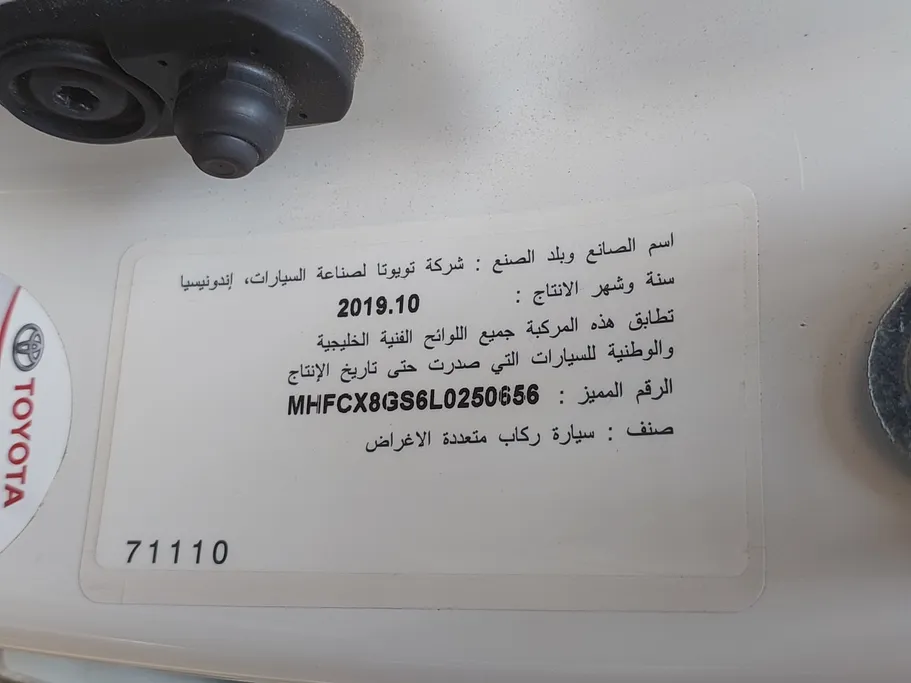 اسم الصانع وبلد الصنع : شركة تويوتا لصناعة السيارات، إندونيسيا
سنة وشهر الانتاج : 2019.10
تطابق هذه المركبة جميع اللوائح الفنية الخليجية
والوطنية للسيارات التي صدرت حتى تاريخ الإنتاج
الرقم المميز : MHFCX8GS6L0250656
صنف : سيارة ركاب متعددة الاغراض
71110
TOYOTA